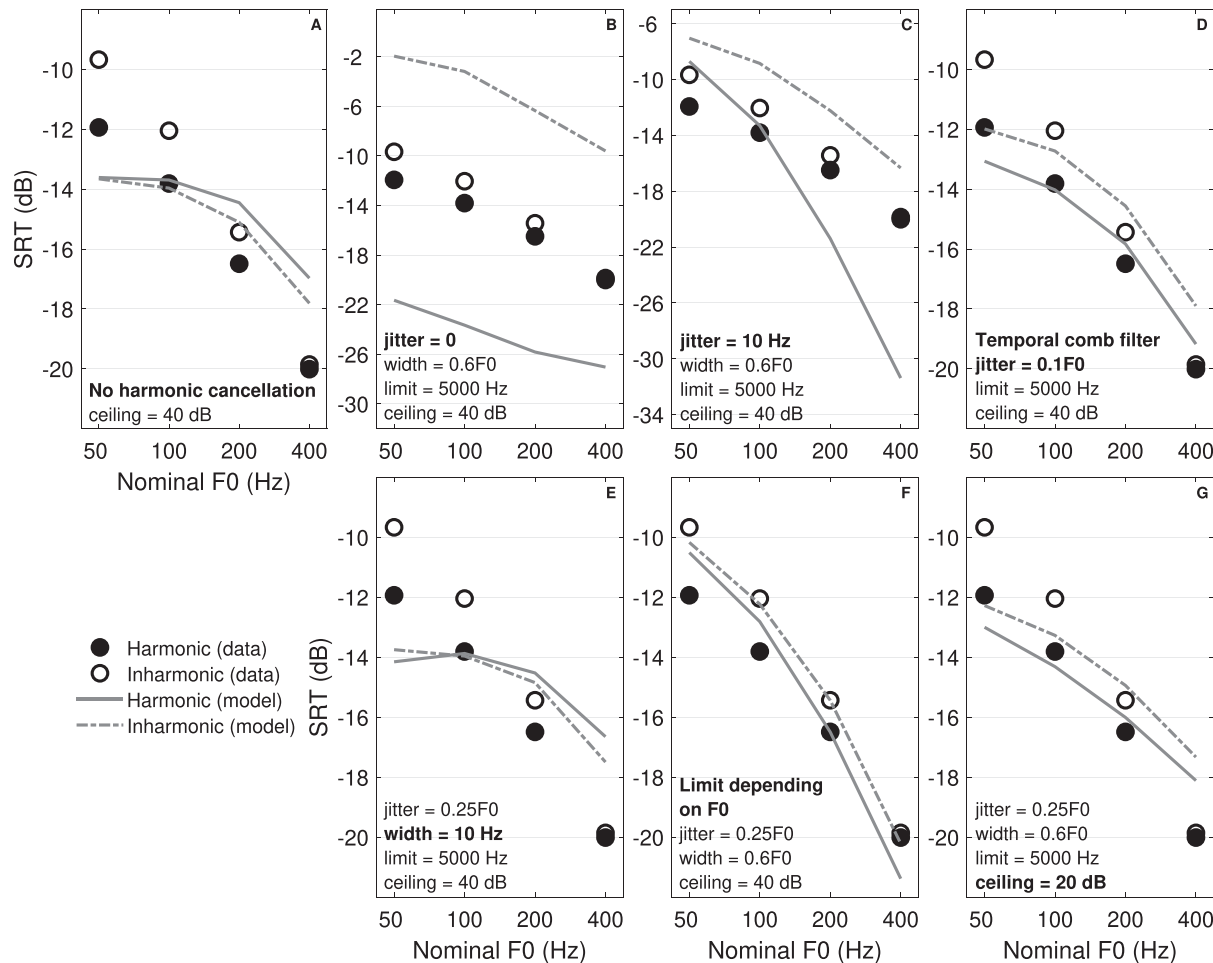 A
SRT (dB)
-10
-12
-14
-16
-18
-20
No harmonic cancellation
ceiling = 40 dB
50 100 200 400
Nominal F0 (Hz)
B
-2
-6
-10
-14
-18
-22
-26
-30
jitter = 0
width = 0.6F0
limit = 5000 Hz
ceiling = 40 dB
50 100 200 400
C
-6
-10
-14
-18
-22
-26
-30
-34
jitter = 10 Hz
width = 0.6F0
limit = 5000 Hz
ceiling = 40 dB
50 100 200 400
D
-10
-12
-14
-16
-18
-20
Temporal comb filter
jitter = 0.1F0
limit = 5000 Hz
ceiling = 40 dB
50 100 200 400
Harmonic (data)
Inharmonic (data)
Harmonic (model)
Inharmonic (model)
E
SRT (dB)
-10
-12
-14
-16
-18
-20
jitter = 0.25F0
width = 10 Hz
limit = 5000 Hz
ceiling = 40 dB
50 100 200 400
Nominal F0 (Hz)
F
-10
-12
-14
-16
-18
-20
Limit depending
on F0
jitter = 0.25F0
width = 0.6F0
ceiling = 40 dB
50 100 200 400
Nominal F0 (Hz)
G
-10
-12
-14
-16
-18
-20
jitter = 0.25F0
width = 0.6F0
limit = 5000 Hz
ceiling = 20 dB
50 100 200 400
Nominal F0 (Hz)